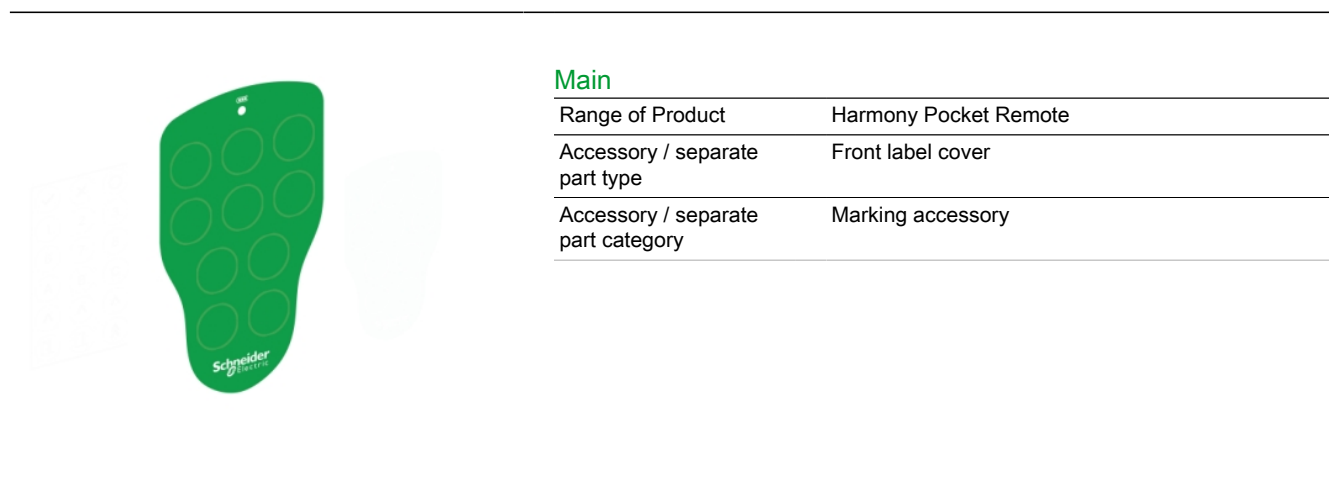 Main
Range of Product Harmony Pocket Remote
Accessory / separate Front label cover
part type
Accessory / separate Marking accessory
part category
Schneider
Electric